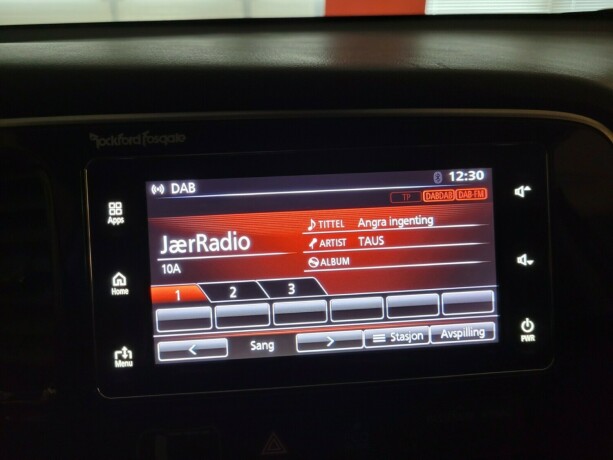 Rockford Fosgate
DAB
12:30
TP DABDAB DAB-FM
Apps
Home
Menu
JærRadio
10A
TITTEL Angra ingenting
ARTIST TAUS
ALBUM
1 2 3
< Sang > Stasjon Avspilling
PWR